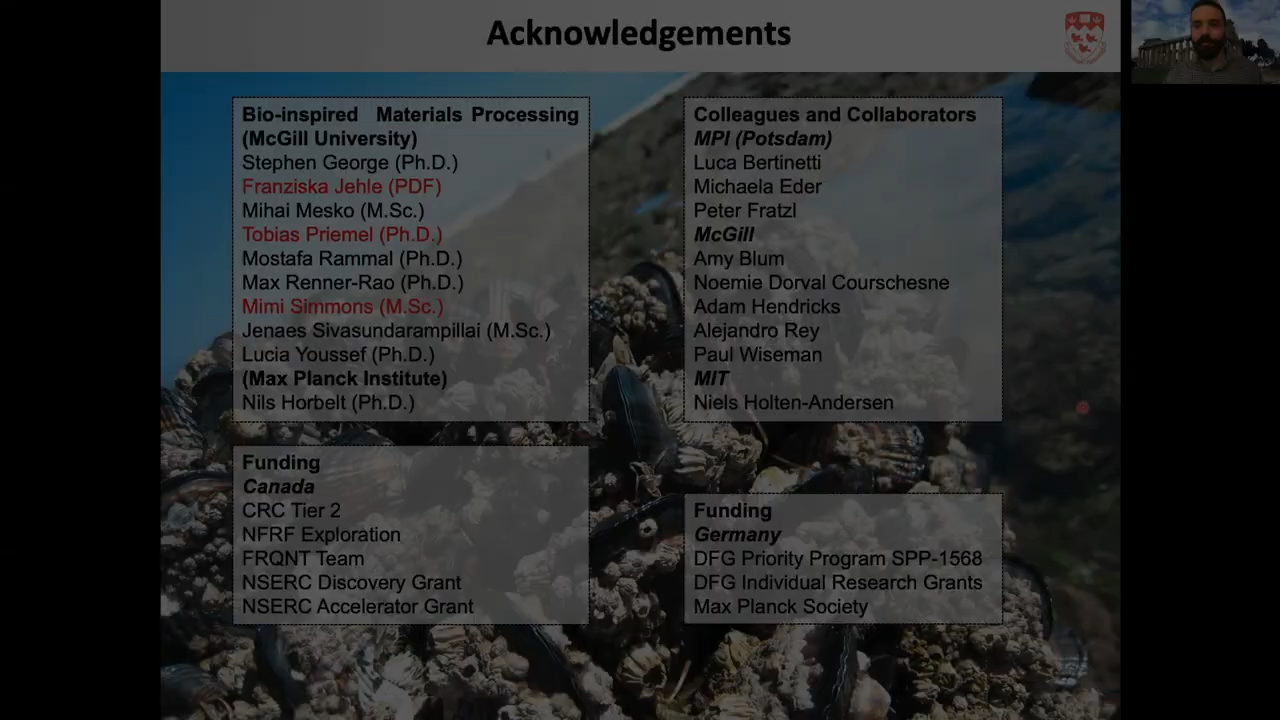 Acknowledgements
Bio-inspired Materials Processing
(McGill University)
Stephen George (Ph.D.)
Franziska Jehle (PDF)
Mihai Mesko (M.Sc.)
Tobias Priemel (Ph.D.)
Mostafa Rammal (Ph.D.)
Max Renner-Rao (Ph.D.)
Mimi Simmons (M.Sc.)
Jenaes Sivasundarampillai (M.Sc.)
Lucia Youssef (Ph.D.)
(Max Planck Institute)
Nils Horbelt (Ph.D.)
Colleagues and Collaborators
MPI (Potsdam)
Luca Bertinetti
Michaela Eder
Peter Fratzl
McGill
Amy Blum
Noemie Dorval Courschesne
Adam Hendricks
Alejandro Rey
Paul Wiseman
MIT
Niels Holten-Andersen
Funding
Canada
CRC Tier 2
NFRF Exploration
FRQNT Team
NSERC Discovery Grant
NSERC Accelerator Grant
Funding
Germany
DFG Priority Program SPP-1568
DFG Individual Research Grants
Max Planck Society